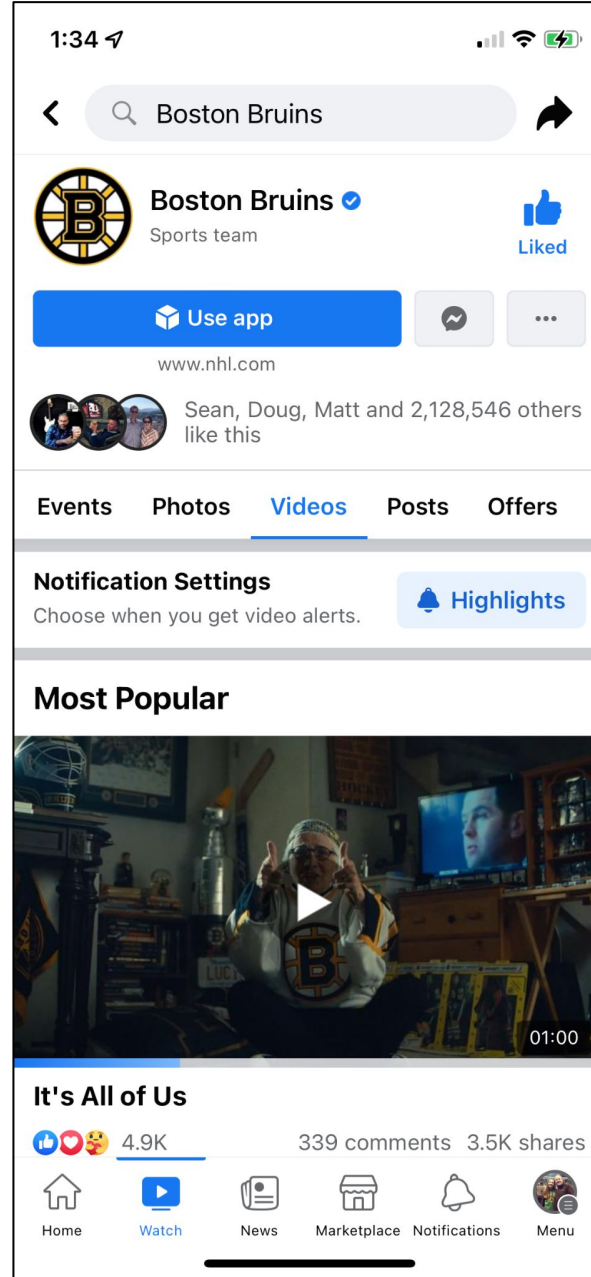 1:34
Boston Bruins
B
Boston Bruins
Sports team
Liked
Use app
www.nhl.com
Sean, Doug, Matt and 2,128,546 others
like this
Events Photos Videos Posts Offers
Notification Settings
Choose when you get video alerts.
Highlights
Most Popular
B
01:00
It's All of Us
4.9K 339 comments 3.5K shares
Home Watch News Marketplace Notifications Menu